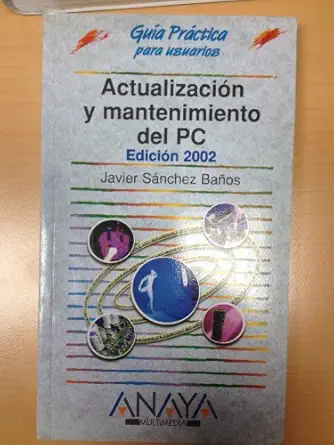 Guía Práctica
para usuarios
Actualización
y mantenimiento
del PC
Edición 2002
Javier Sánchez Baños
ANAYA
MULTIMEDIA